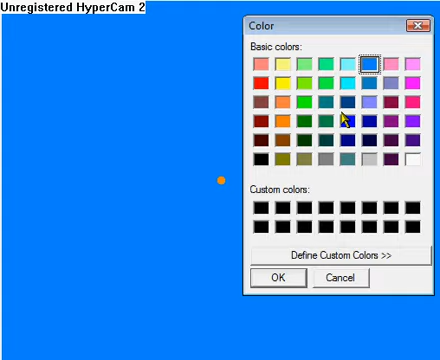 Unregistered HyperCam 2
Color
Basic colors:
Custom colors:
Define Custom Colors >>
OK
Cancel